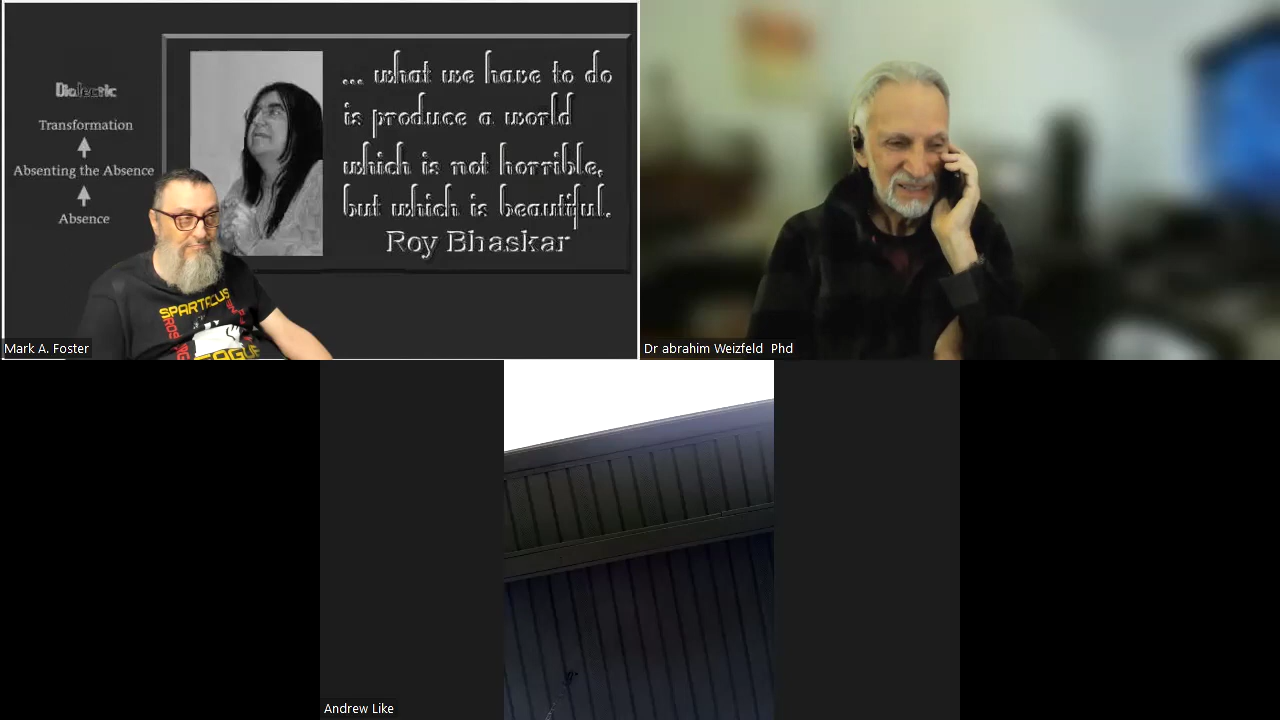 Dialectic
Transformation
Absenting the Absence
Absence
... what we have to do
is produce a world
which is not horrible,
but which is beautiful.
Roy Bhaskar
SPARTACUS
Mark A. Foster
Dr abrahim Weizfeld Phd
Andrew Like